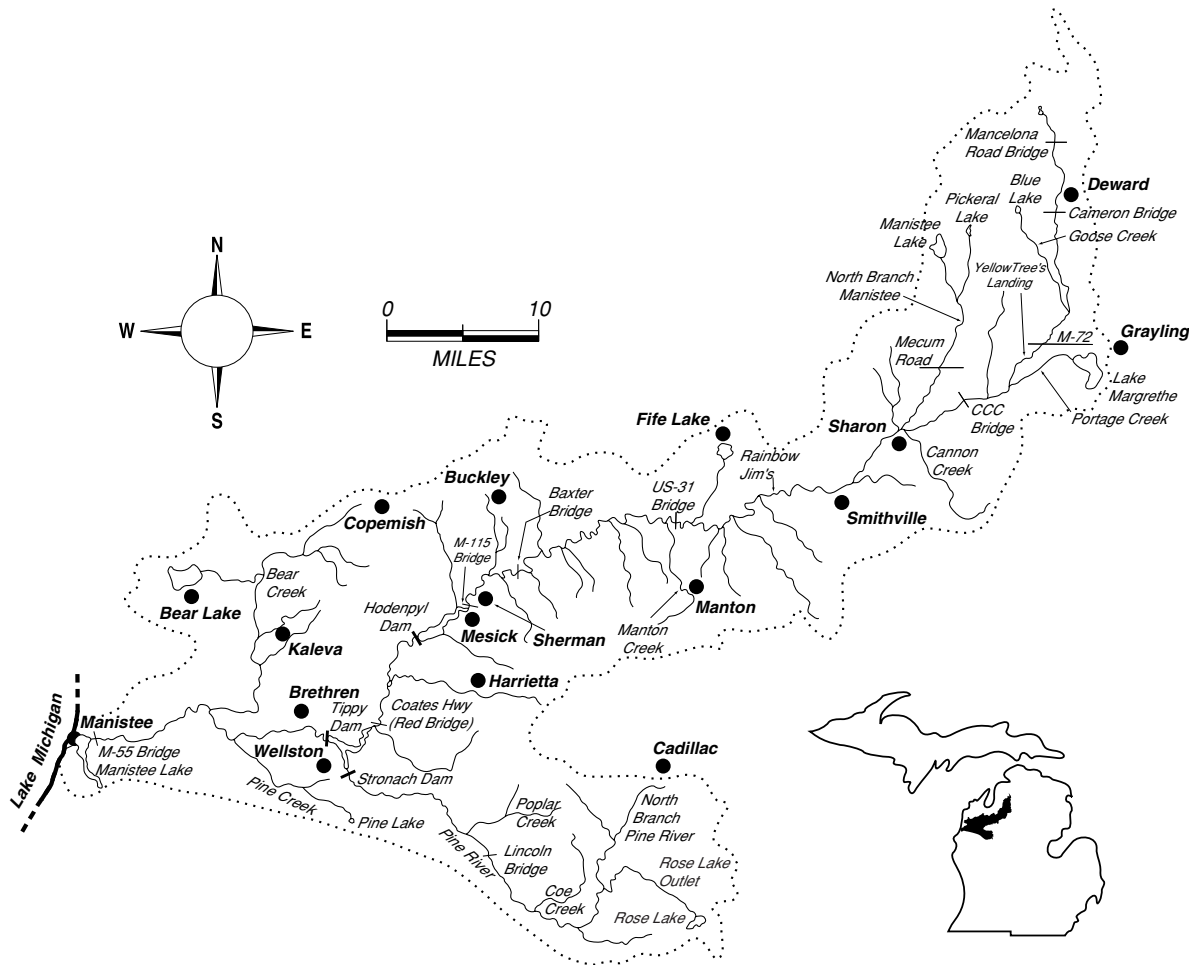 Mancelona
Road Bridge
Blue
Lake
Deward
Pickeral
Lake
Cameron Bridge
Manistee
Lake
Goose Creek
YellowTree's
Landing
North Branch
Manistee
N
W
E
S
0
10
MILES
M-72
Grayling
Mecum
Road
Lake
Margrethe
CCC
Bridge
Portage Creek
Fife Lake
Sharon
Cannon
Creek
Rainbow
Jim's
Buckley
Baxter
Bridge
US-31
Bridge
Smithville
Copemish
M-115
Bridge
Bear
Creek
Bear Lake
Hodenpyl
Dam
Manton
Kaleva
Mesick
Sherman
Manton
Creek
Harrietta
Brethren
Lake Michigan
Manistee
Tippy
Dam
Coates Hwy
(Red Bridge)
M-55 Bridge
Manistee Lake
Wellston
Cadillac
Stronach Dam
Pine Creek
Pine Lake
Poplar
Creek
North
Branch
Pine River
Pine River
Lincoln
Bridge
Rose Lake
Outlet
Coe
Creek
Rose Lake